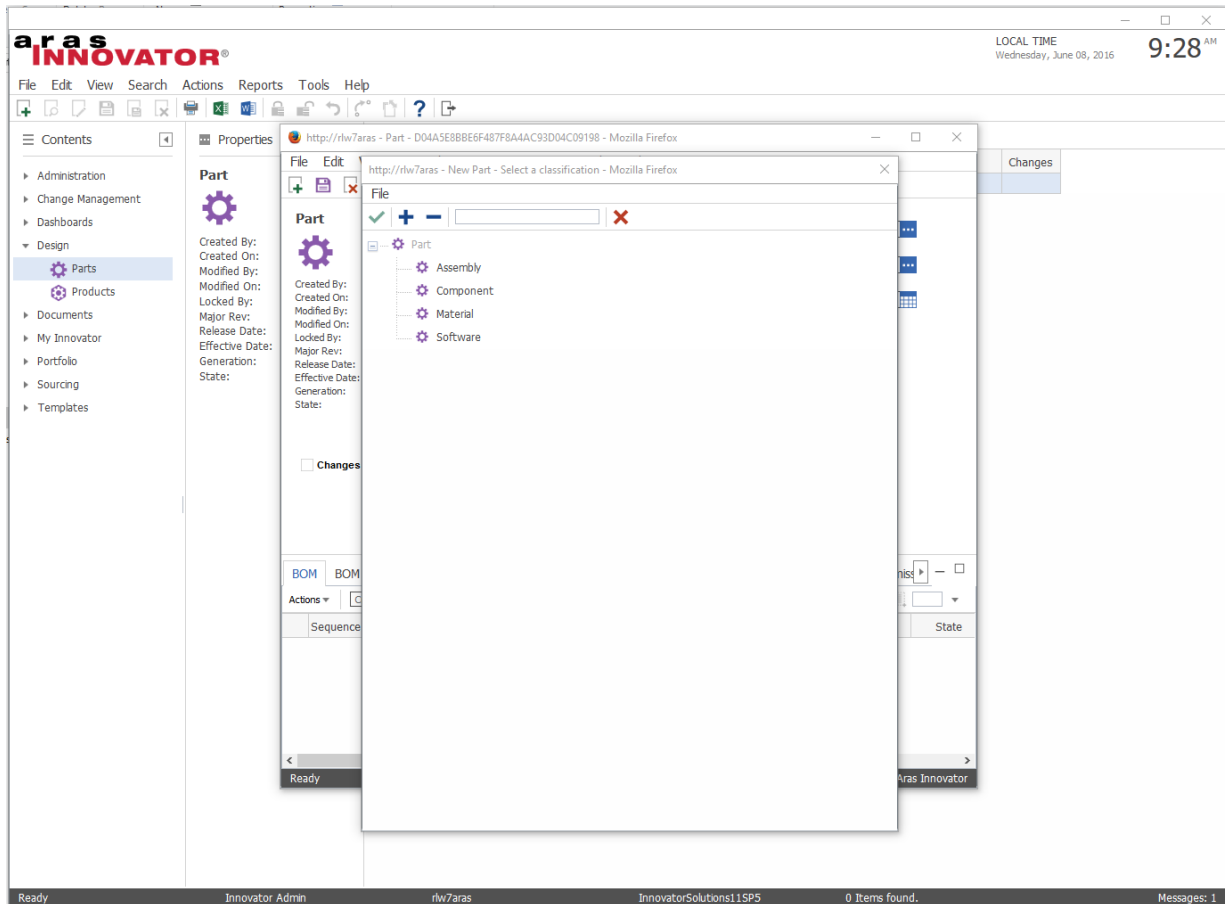 aras
INNOVATOR®
LOCAL TIME
Wednesday, June 08, 2016
9:28 AM
File Edit View Search Actions Reports Tools Help
Contents
Administration
Change Management
Dashboards
Design
Parts
Products
Documents
My Innovator
Portfolio
Sourcing
Templates
Properties
Part
Created By:
Created On:
Modified By:
Modified On:
Locked By:
Major Rev:
Release Date:
Effective Date:
Generation:
State:
Changes
http://rlw7aras - Part - D04A5E8BBE6F487F8A4AC93D04C09198 - Mozilla Firefox
File Edit
Part
Created By:
Created On:
Modified By:
Modified On:
Locked By:
Major Rev:
Release Date:
Effective Date:
Generation:
State:
Changes
BOM BOM
Actions
Sequence
State
Ready
Aras Innovator
http://rlw7aras - New Part - Select a classification - Mozilla Firefox
File
Part
Assembly
Component
Material
Software
Ready Innovator Admin rlw7aras InnovatorSolutions11SP5 0 Items found. Messages: 1